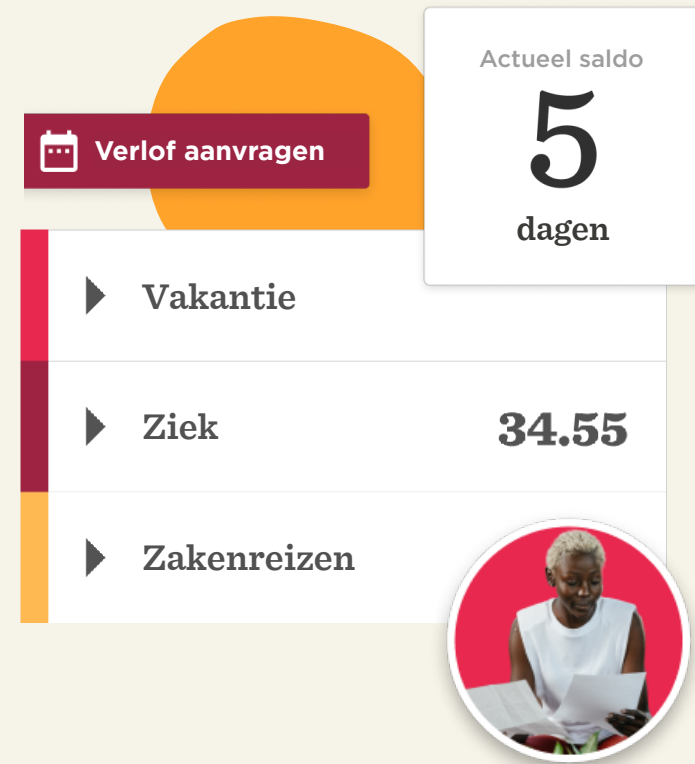 Actueel saldo
5
dagen
Verlof aanvragen
Vakantie
Ziek 34.55
Zakenreizen